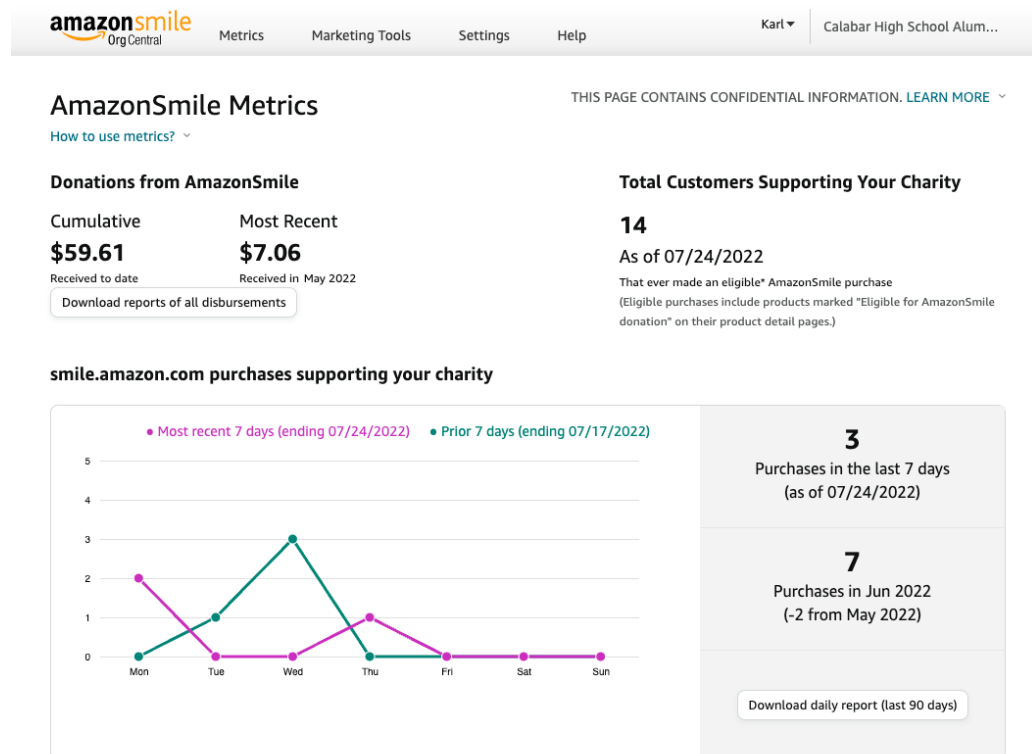 amazonsmile
Org Central
Metrics
Marketing Tools
Settings
Help
Karl
Calabar High School Alum...
AmazonSmile Metrics
THIS PAGE CONTAINS CONFIDENTIAL INFORMATION. LEARN MORE
How to use metrics?
Donations from AmazonSmile
Cumulative
$59.61
Received to date
Most Recent
$7.06
Received in May 2022
Download reports of all disbursements
Total Customers Supporting Your Charity
14
As of 07/24/2022
That ever made an eligible* AmazonSmile purchase
(Eligible purchases include products marked "Eligible for AmazonSmile
donation" on their product detail pages.)
smile.amazon.com purchases supporting your charity
Most recent 7 days (ending 07/24/2022)
Prior 7 days (ending 07/17/2022)
5
4
3
2
1
0
Mon Tue Wed Thu Fri Sat Sun
3
Purchases in the last 7 days
(as of 07/24/2022)
7
Purchases in Jun 2022
(-2 from May 2022)
Download daily report (last 90 days)